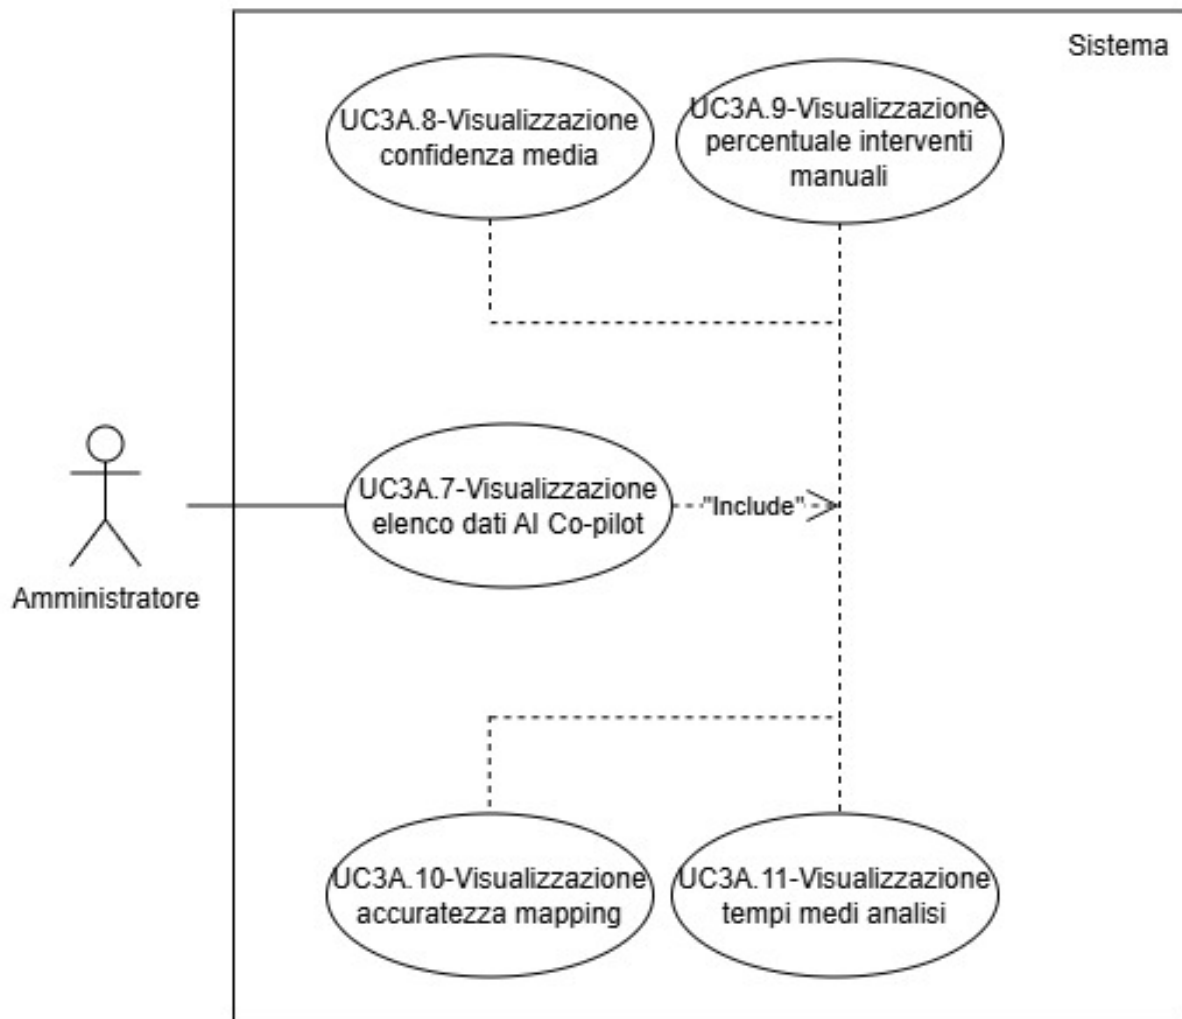 Sistema
UC3A.8-Visualizzazione
confidenza media
UC3A.9-Visualizzazione
percentuale interventi
manuali
UC3A.7-Visualizzazione
elenco dati AI Co-pilot
"Include"
Amministratore
UC3A.10-Visualizzazione
accuratezza mapping
UC3A.11-Visualizzazione
tempi medi analisi